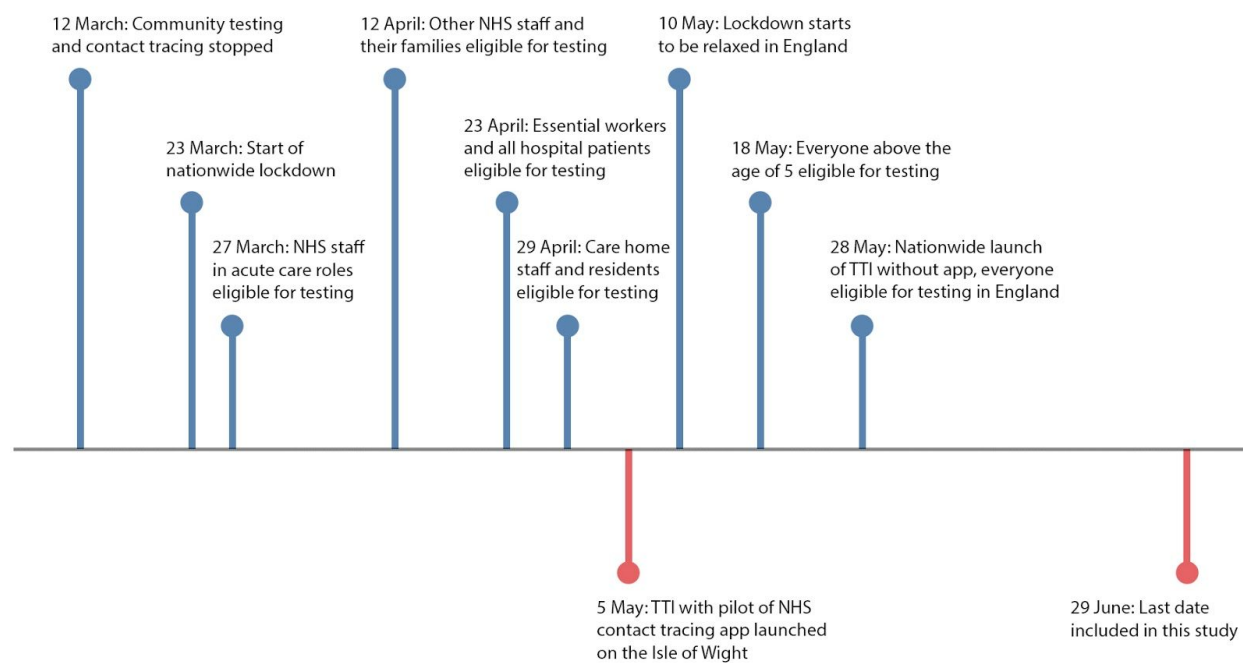 12 March: Community testing
and contact tracing stopped
23 March: Start of
nationwide lockdown
27 March: NHS staff
in acute care roles
eligible for testing
12 April: Other NHS staff and
their families eligible for testing
23 April: Essential workers
and all hospital patients
eligible for testing
29 April: Care home
staff and residents
eligible for testing
10 May: Lockdown starts
to be relaxed in England
18 May: Everyone above the
age of 5 eligible for testing
28 May: Nationwide launch
of TTI without app, everyone
eligible for testing in England
5 May: TTI with pilot of NHS
contact tracing app launched
on the Isle of Wight
29 June: Last date
included in this study